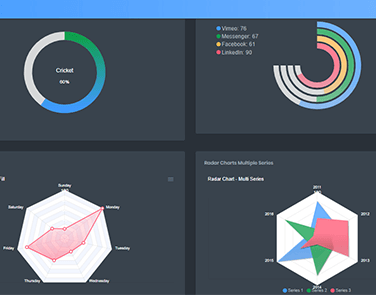 Cricket
60%
Vimeo: 76
Messenger: 67
Facebook: 61
LinkedIn: 90
Sunday
Monday
Tuesday
Wednesday
Thursday
Friday
Saturday
Radar Charts Multiple Series
Radar Chart - Multi Series
2011
2012
2013
2014
2015
2016
Series 1
Series 2
Series 3